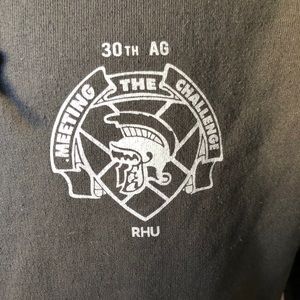 30TH AG
MEETING THE CHALLENGE
RHU